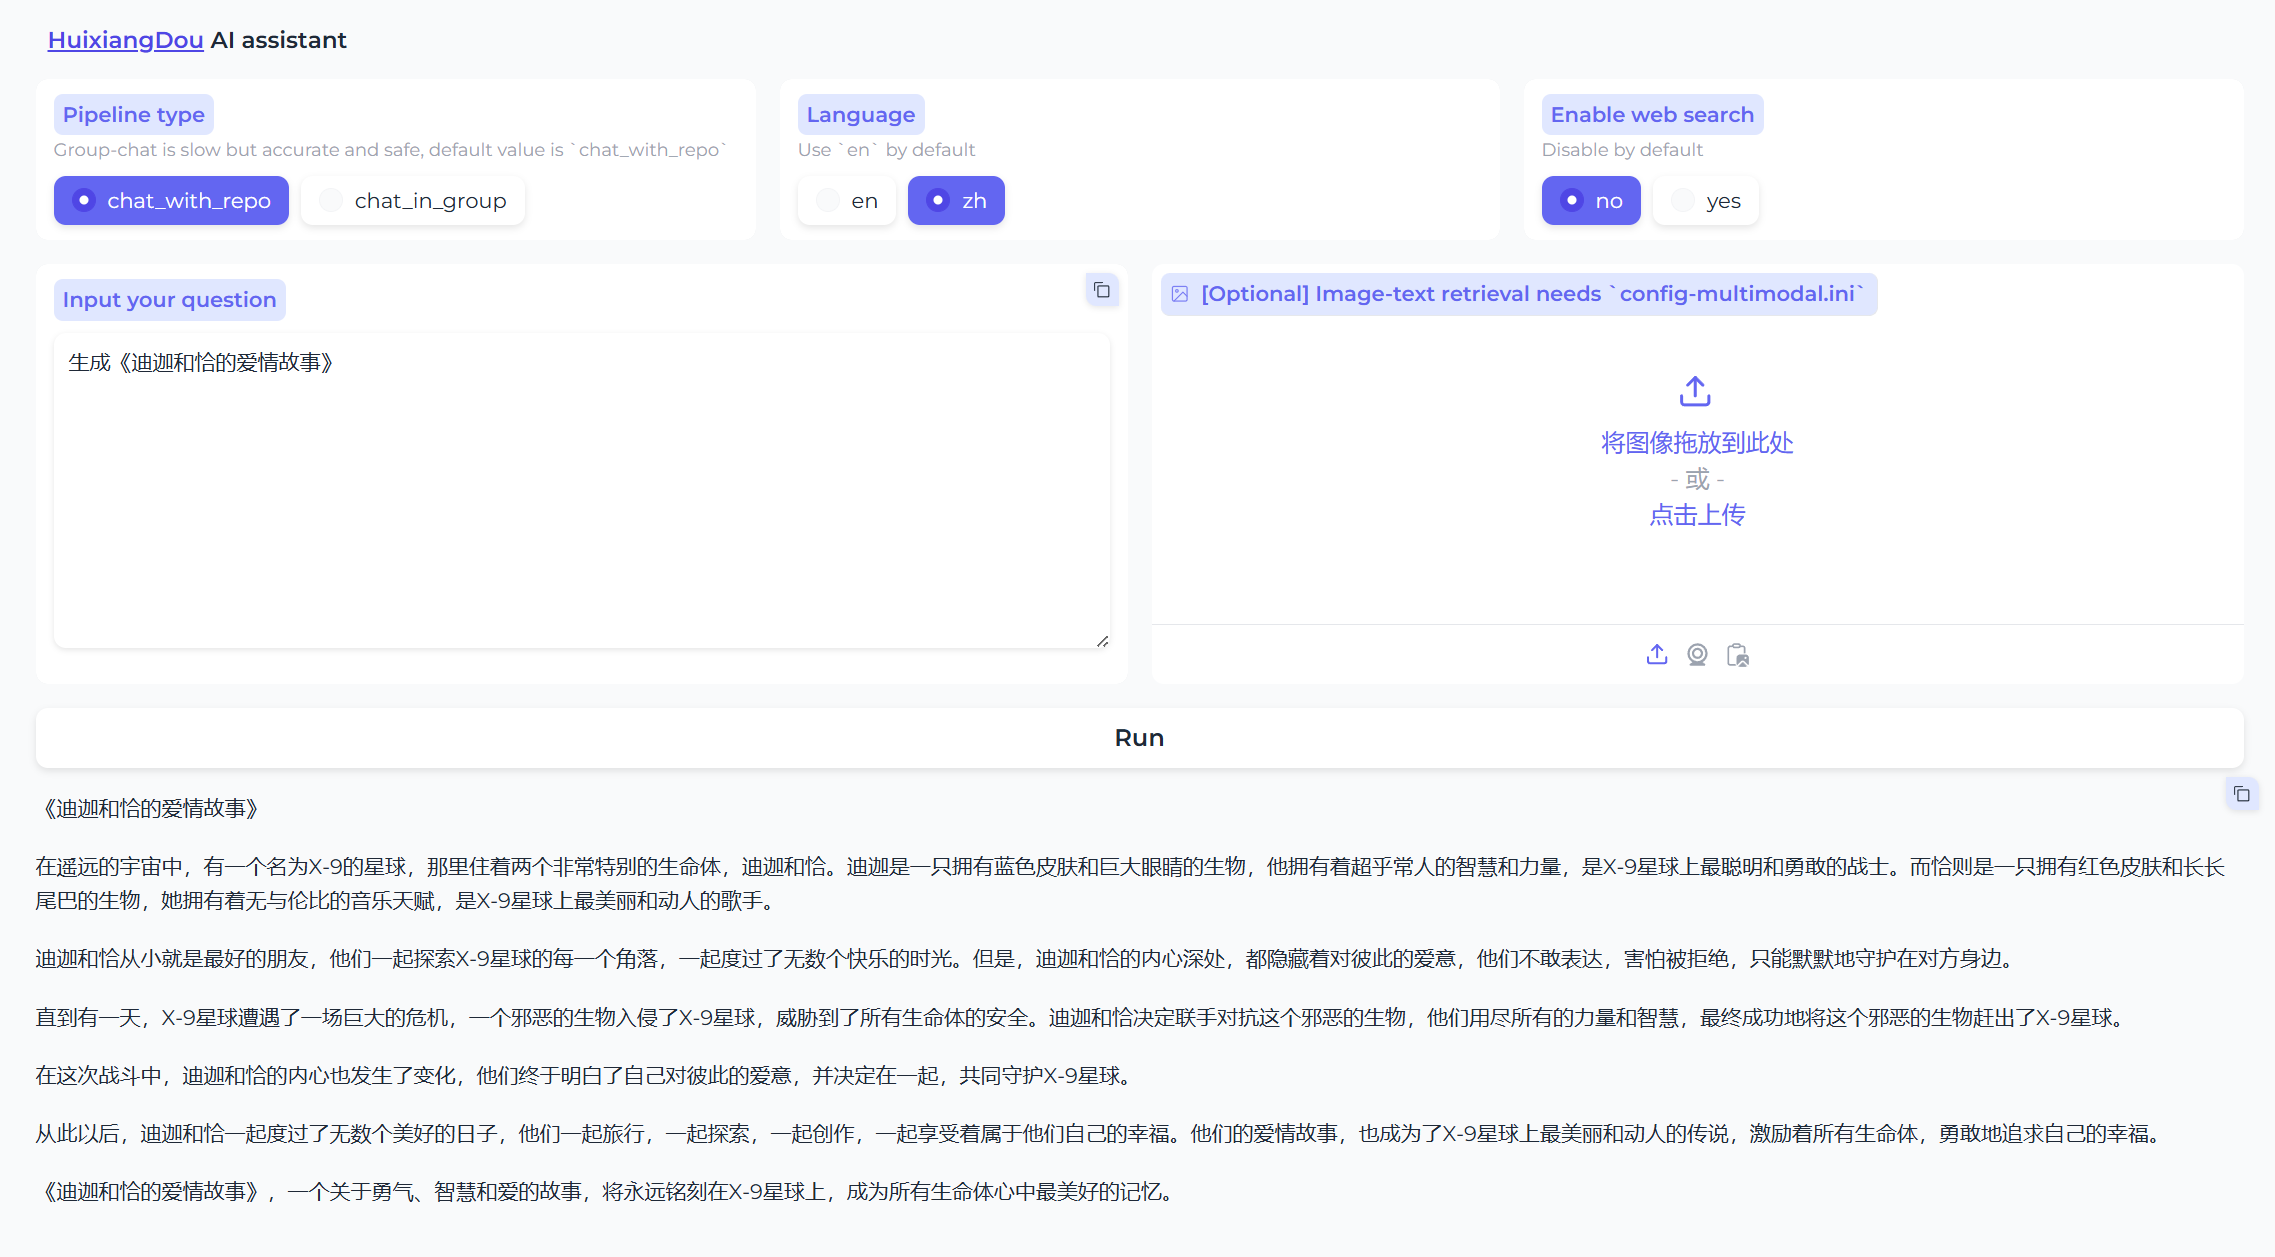 HuixiangDou AI assistant
Pipeline type
Group-chat is slow but accurate and safe, default value is `chat_with_repo`
chat_with_repo
chat_in_group
Language
Use `en` by default
en
zh
Enable web search
Disable by default
no
yes
Input your question
生成《迪迦和恰的爱情故事》
[Optional] Image-text retrieval needs `config-multimodal.ini`
将图像拖放到此处
- 或 -
点击上传
Run
《迪迦和恰的爱情故事》
在遥远的宇宙中，有一个名为X-9的星球，那里住着两个非常特别的生命体，迪迦和恰。迪迦是一只拥有蓝色皮肤和巨大眼睛的生物，他拥有着超乎常人的智慧和力量，是X-9星球上最聪明和勇敢的战士。而恰则是一只拥有红色皮肤和长长
尾巴的生物，她拥有着无与伦比的音乐天赋，是X-9星球上最美丽和动人的歌手。
迪迦和恰从小就是最好的朋友，他们一起探索X-9星球的每一个角落，一起度过了无数个快乐的时光。但是，迪迦和恰的内心深处，都隐藏着对彼此的爱意，他们不敢表达，害怕被拒绝，只能默默地守护在对方身边。
直到有一天，X-9星球遭遇了一场巨大的危机，一个邪恶的生物入侵了X-9星球，威胁到了所有生命体的安全。迪迦和恰决定联手对抗这个邪恶的生物，他们用尽所有的力量和智慧，最终成功地将这个邪恶的生物赶出了X-9星球。
在这次战斗中，迪迦和恰的内心也发生了变化，他们终于明白了自己对彼此的爱意，并决定在一起，共同守护X-9星球。
从此以后，迪迦和恰一起度过了无数个美好的日子，他们一起旅行，一起探索，一起创作，一起享受着属于他们自己的幸福。他们的爱情故事，也成为了X-9星球上最美丽和动人的传说，激励着所有生命体，勇敢地追求自己的幸福。
《迪迦和恰的爱情故事》，一个关于勇气、智慧和爱的故事，将永远铭刻在X-9星球上，成为所有生命体心中最美好的记忆。